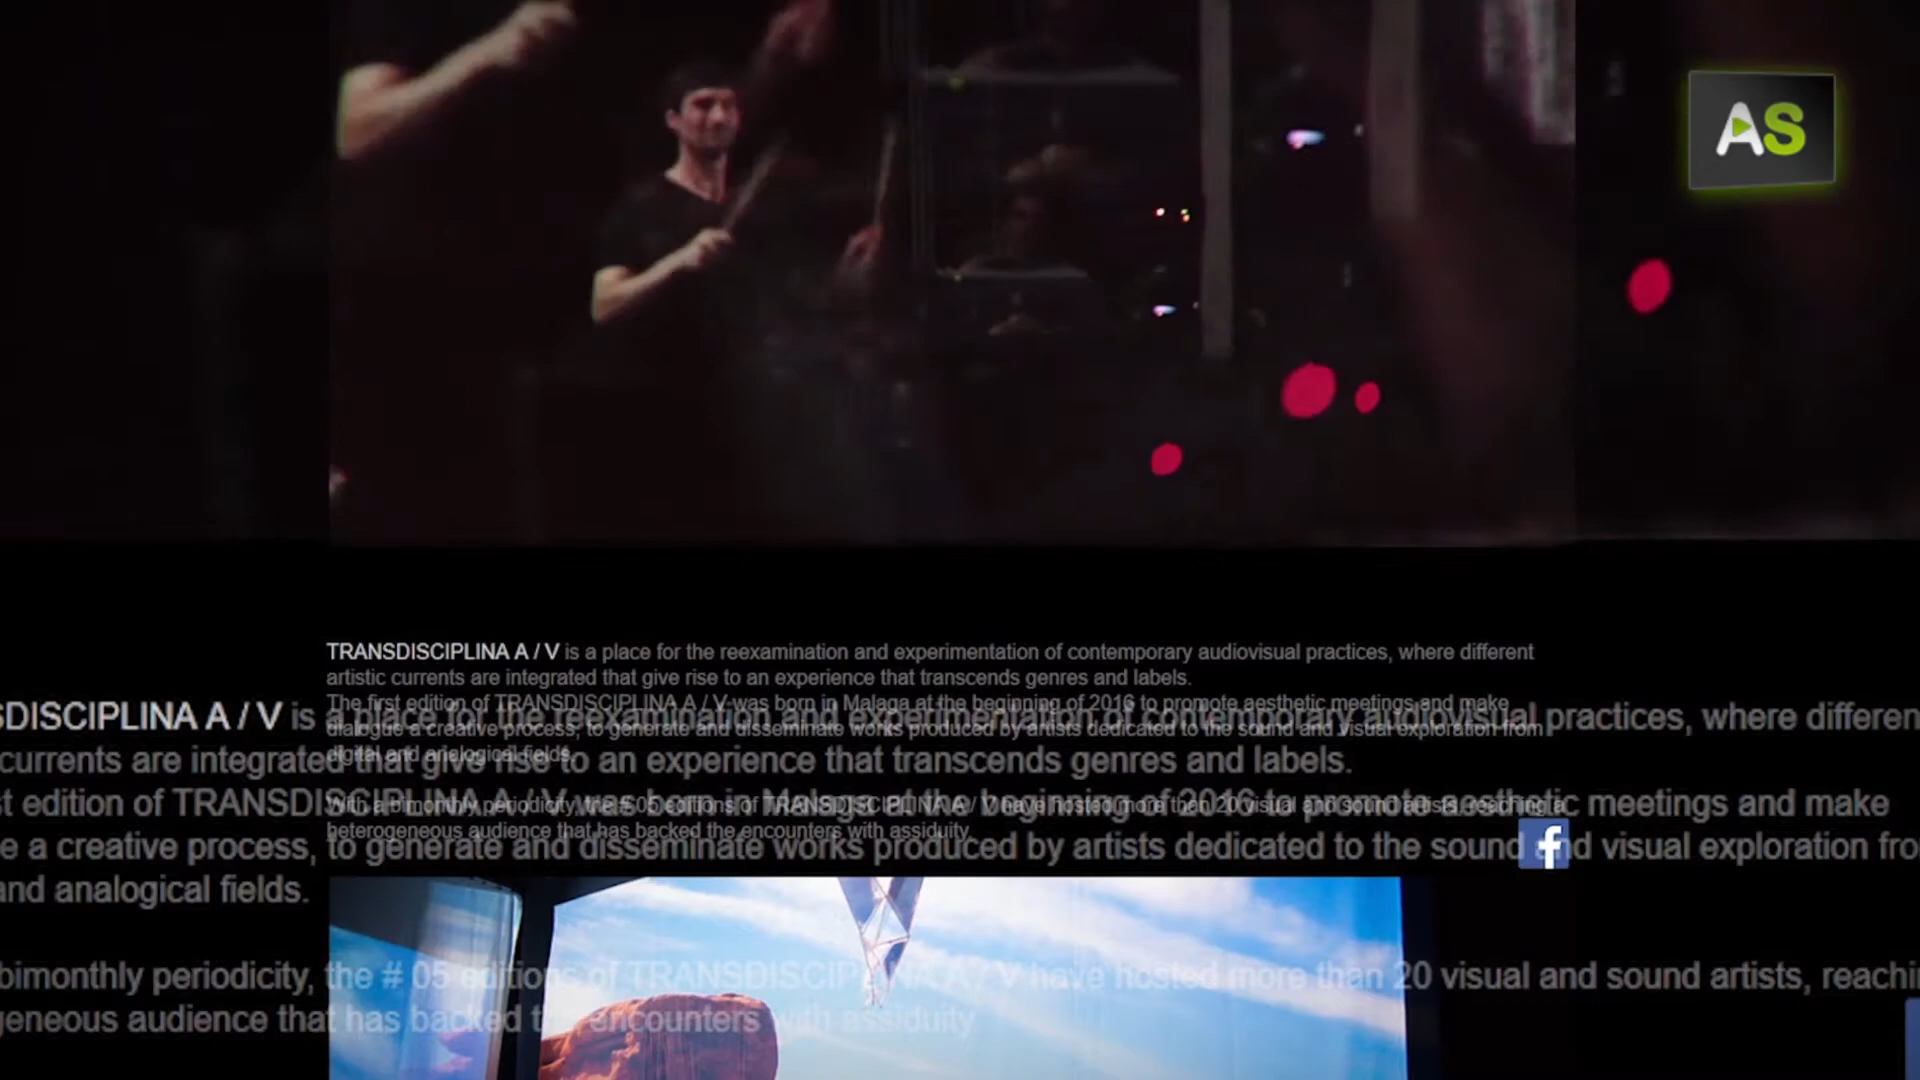 AS
TRANSDISCIPLINA A / V is a place for the reexamination and experimentation of contemporary audiovisual practices, where different
artistic currents are integrated that give rise to an experience that transcends genres and labels.
The first edition of TRANSDISCIPLINA A / V was born in Malaga at the beginning of 2016 to promote aesthetic meetings and make
dialogue a creative process, to generate and disseminate works produced by artists dedicated to the sound and visual exploration from
digital and analogical fields.
With a bimonthly periodicity, the # 05 editions of TRANSDISCIPLINA A / V have hosted more than 20 visual and sound artists, reaching a
heterogeneous audience that has backed the encounters with assiduity.
SDISCIPLINA A / V is a place for the reexamination and experimentation of contemporary audiovisual practices, where differen
currents are integrated that give rise to an experience that transcends genres and labels.
st edition of TRANSDISCIPLINA A / V was born in Malaga at the beginning of 2016 to promote aesthetic meetings and make
e a creative process, to generate and disseminate works produced by artists dedicated to the sound and visual exploration fro
and analogical fields.
bimonthly periodicity, the # 05 editions of TRANSDISCIPLINA A / V have hosted more than 20 visual and sound artists, reachi
geneous audience that has backed the encounters with assiduity
f